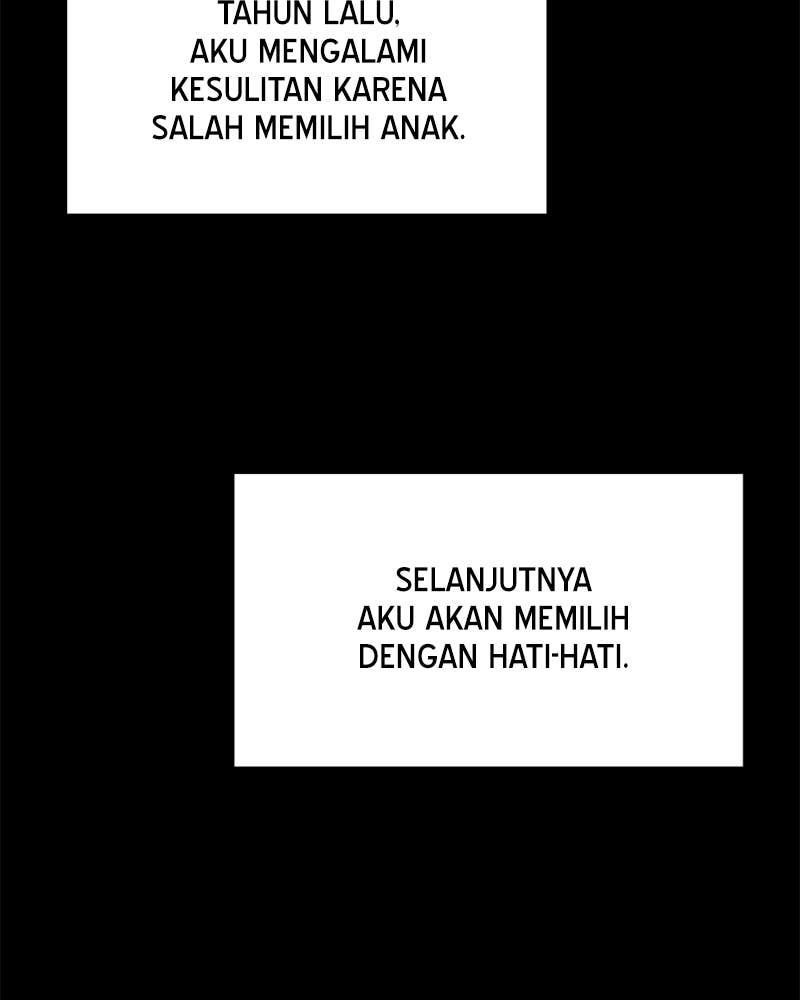 TAHUN LALU,
AKU MENGALAMI
KESULITAN KARENA
SALAH MEMILIH ANAK.
SELANJUTNYA
AKU AKAN MEMILIH
DENGAN HATI-HATI.